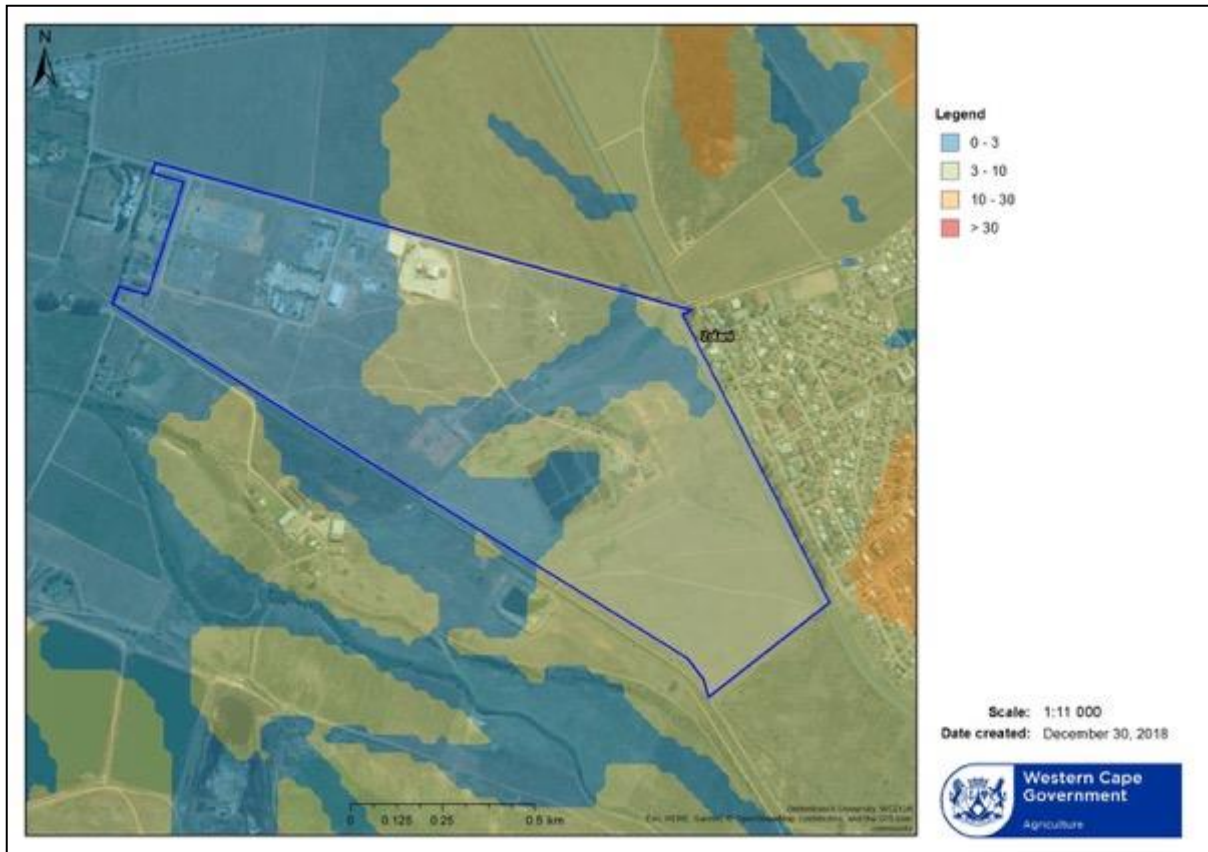 N
Legend
0 - 3
3 - 10
10 - 30
> 30
Zolani
0 0.125 0.25 0.5 km
Scale: 1:11 000
Date created: December 30, 2018
Western Cape
Government
Agriculture